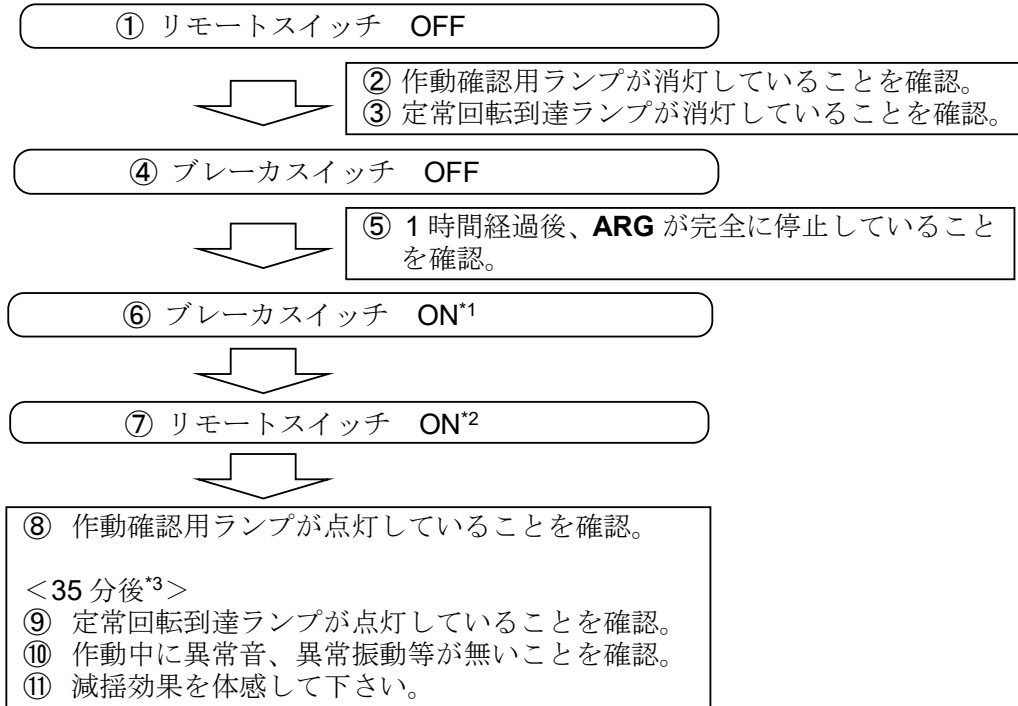 ① リモートスイッチ OFF
② 作動確認用ランプが消灯していることを確認。
③ 定常回転到達ランプが消灯していることを確認。
④ ブレーカスイッチ OFF
⑤ 1時間経過後、ARG が完全に停止していること
を確認。
⑥ ブレーカスイッチ ON*1
⑦ リモートスイッチ ON*2
⑧ 作動確認用ランプが点灯していることを確認。
＜35 分後*3＞
⑨ 定常回転到達ランプが点灯していることを確認。
⑩ 作動中に異常音、異常振動等が無いことを確認。
⑪ 減揺効果を体感して下さい。